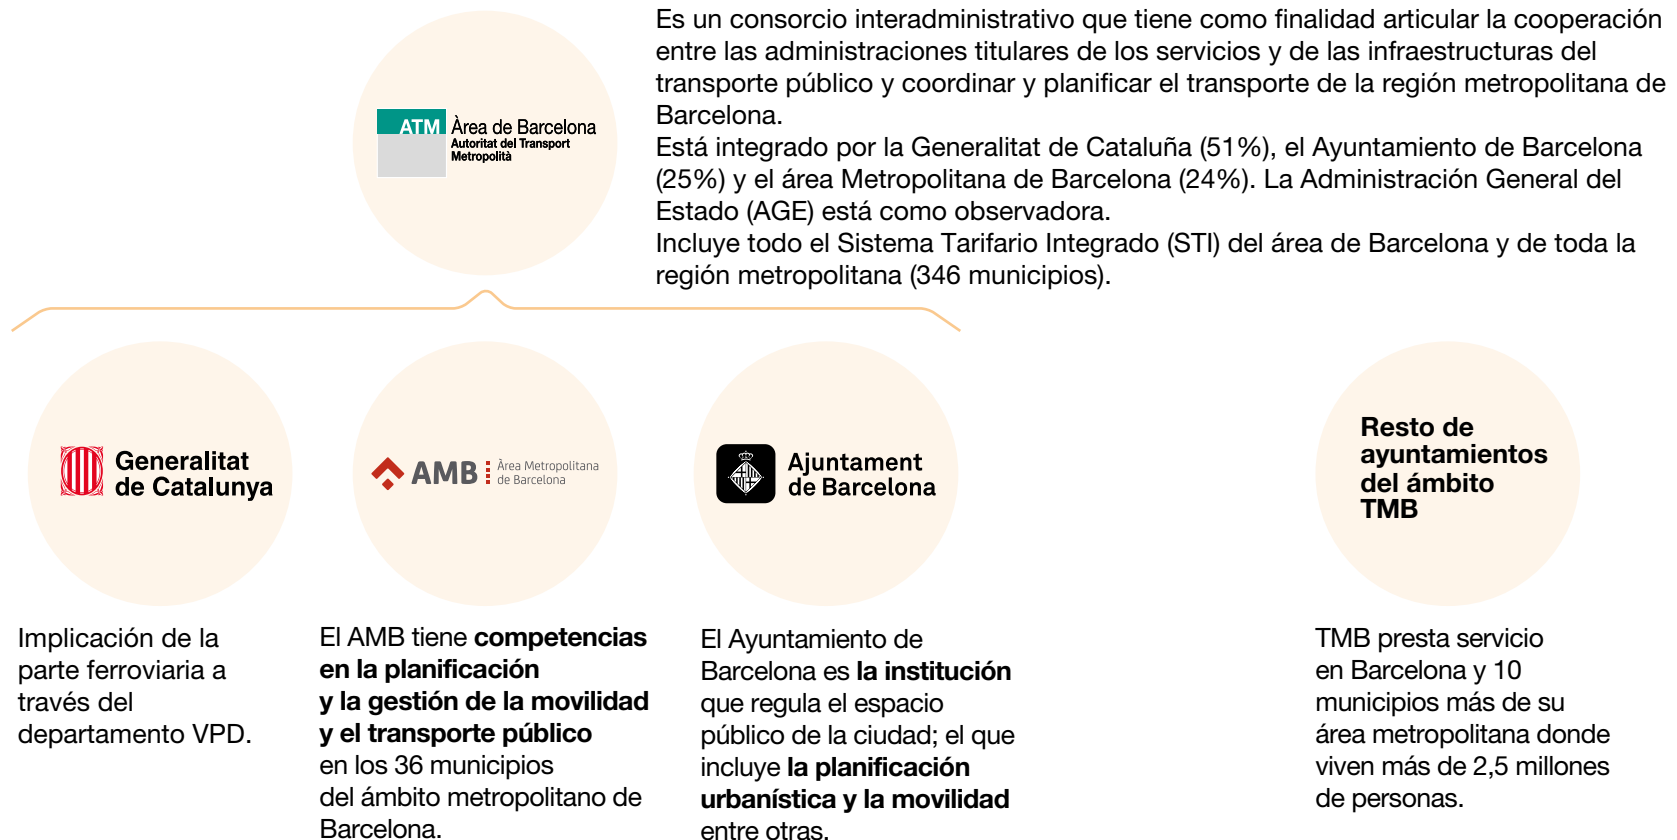 ATM
Àrea de Barcelona
Autoritat del Transport
Metropolità
Es un consorcio interadministrativo que tiene como finalidad articular la cooperación
entre las administraciones titulares de los servicios y de las infraestructuras del
transporte público y coordinar y planificar el transporte de la región metropolitana de
Barcelona.
Está integrado por la Generalitat de Cataluña (51%), el Ayuntamiento de Barcelona
(25%) y el área Metropolitana de Barcelona (24%). La Administración General del
Estado (AGE) está como observadora.
Incluye todo el Sistema Tarifario Integrado (STI) del área de Barcelona y de toda la
región metropolitana (346 municipios).
Generalitat
de Catalunya
Implicación de la
parte ferroviaria a
través del
departamento VPD.
AMB
Àrea Metropolitana
de Barcelona
El AMB tiene competencias
en la planificación
y la gestión de la movilidad
y el transporte público
en los 36 municipios
del ámbito metropolitano de
Barcelona.
Ajuntament
de Barcelona
El Ayuntamiento de
Barcelona es la institución
que regula el espacio
público de la ciudad; el que
incluye la planificación
urbanística y la movilidad
entre otras.
Resto de
ayuntamientos
del ámbito
TMB
TMB presta servicio
en Barcelona y 10
municipios más de su
área metropolitana donde
viven más de 2,5 millones
de personas.